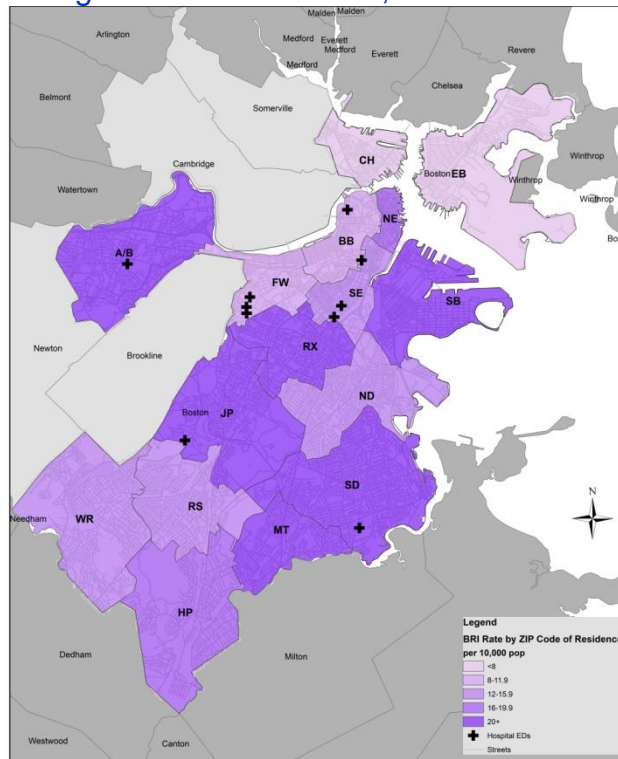 Malden
Malden
Arlington
Medford
Everett
Medford
Medford
Everett
Revere
Medford
Chelsea
Belmont
Somerville
Winthrop
CH
Boston
EB
Winthrop
Winthrop
Cambridge
Watertown
NE
BB
A/B
FW
SE
SB
Newton
Brookline
RX
ND
Boston
JP
SD
RS
Needham
WR
MT
N
HP
Dedham
Milton
Westwood
Canton
Legend
BRI Rate by ZIP Code of Residence
per 10,000 pop
<8
8-11.9
12-15.9
16-19.9
20+
Hospital EDs
Streets